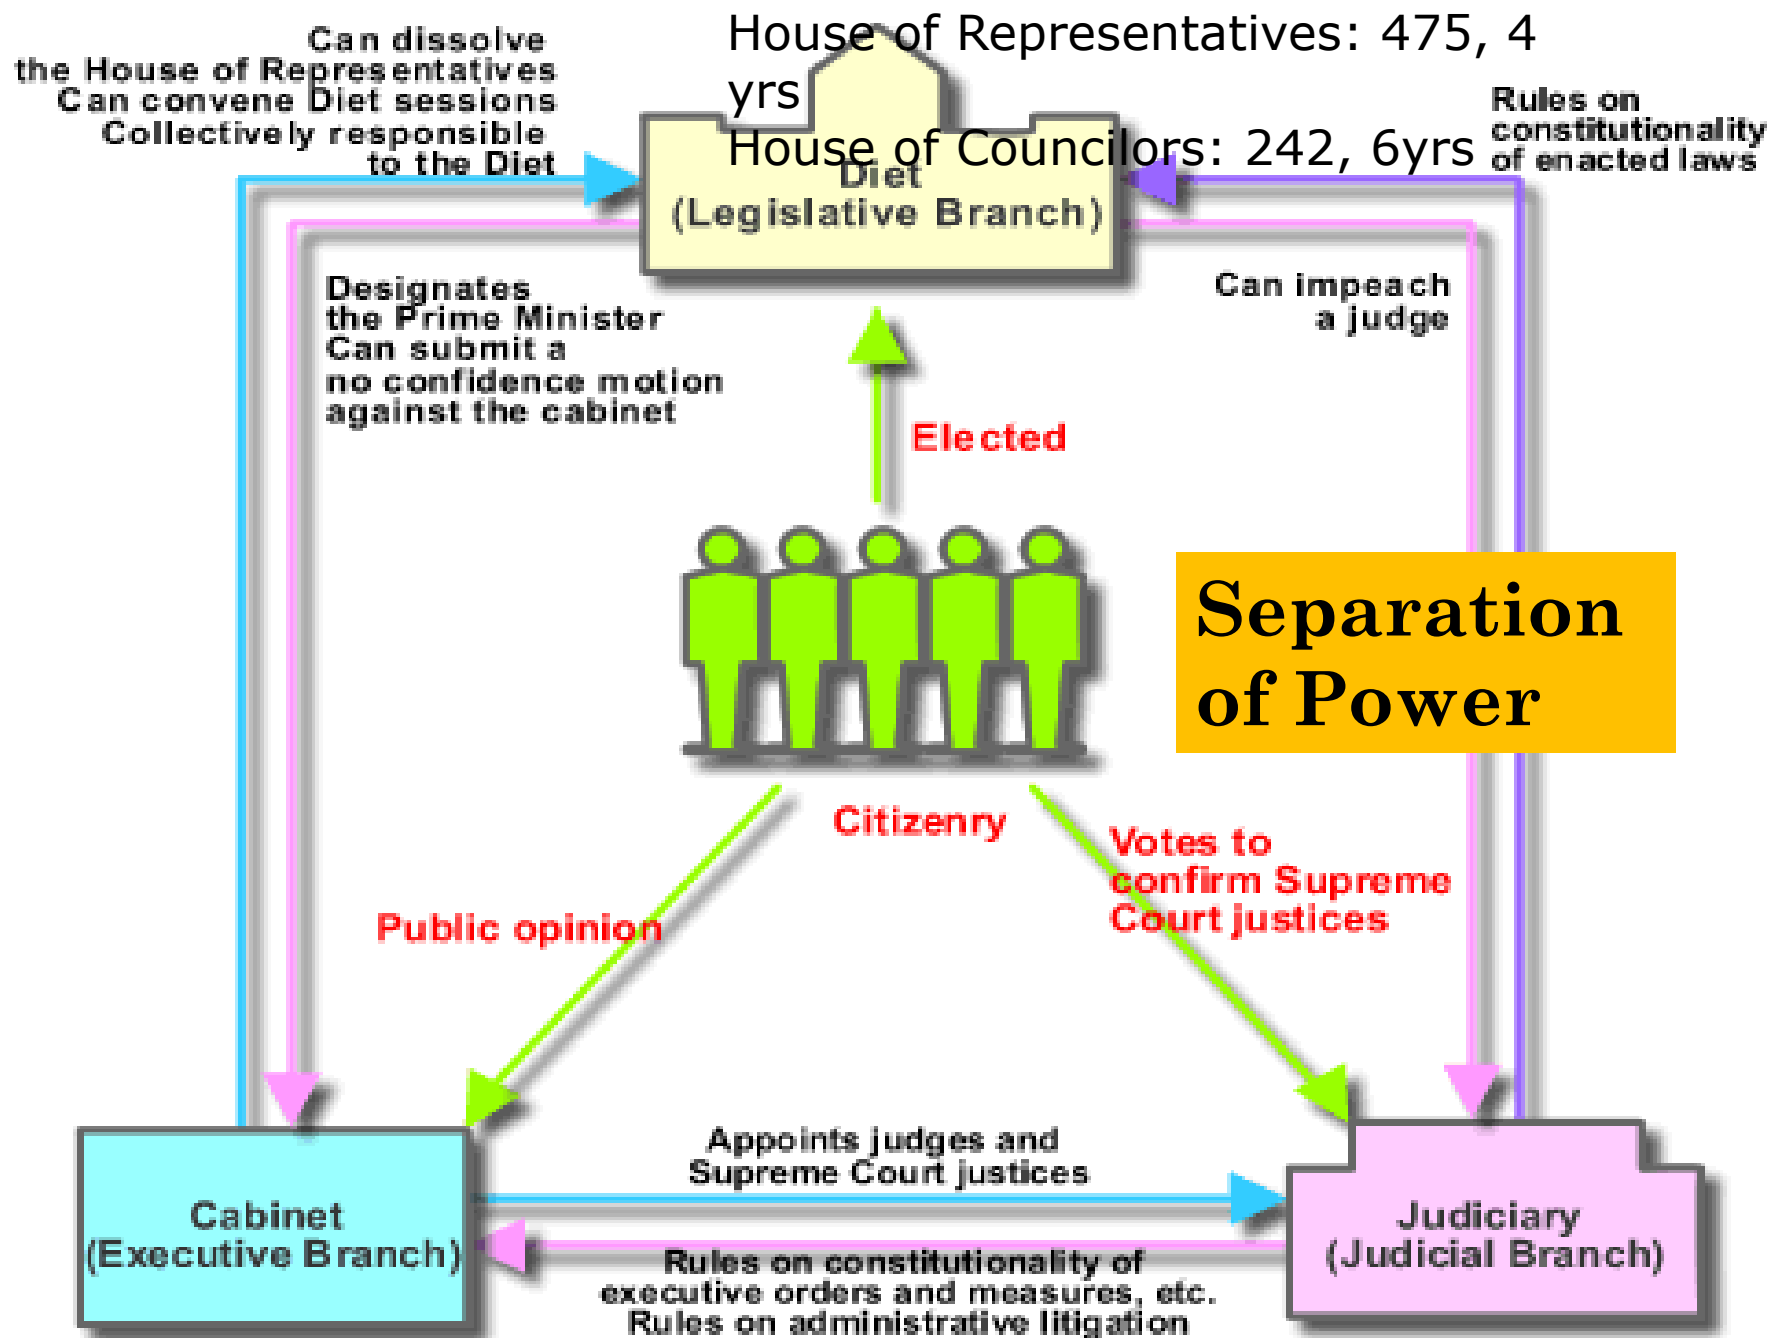 House of Representatives: 475, 4
yrs
House of Councilors: 242, 6yrs
Can dissolve
the House of Representatives
Can convene Diet sessions
Collectively responsible
to the Diet
Diet
(Legislative Branch)
Rules on
constitutionality
of enacted laws
Designates
the Prime Minister
Can submit a
no confidence motion
against the cabinet
Can impeach
a judge
Elected
Separation
of Power
Citizenry
Public opinion
Votes to
confirm Supreme
Court justices
Appoints judges and
Supreme Court justices
Cabinet
(Executive Branch)
Judiciary
(Judicial Branch)
Rules on constitutionality of
executive orders and measures, etc.
Rules on administrative litigation